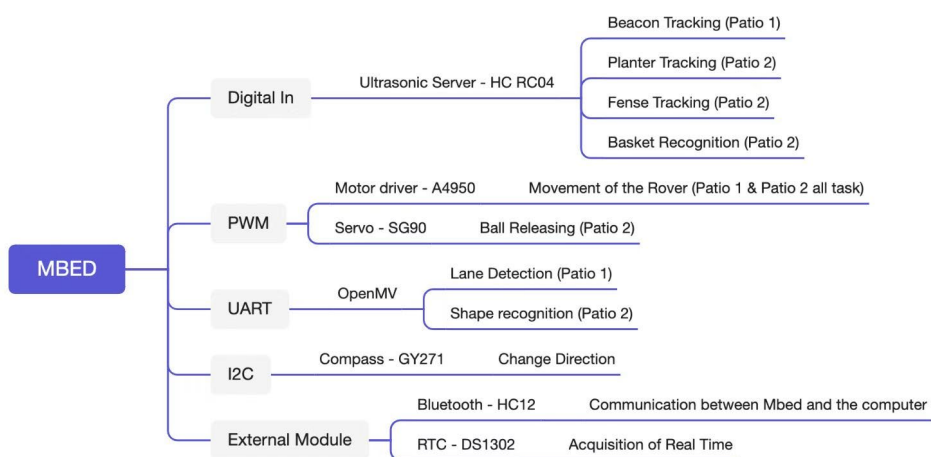 Beacon Tracking (Patio 1)
Planter Tracking (Patio 2)
Digital In
Ultrasonic Server - HC RC04
Fense Tracking (Patio 2)
Basket Recognition (Patio 2)
Motor driver - A4950 Movement of the Rover (Patio 1 & Patio 2 all task)
PWM
Servo - SG90 Ball Releasing (Patio 2)
MBED
Lane Detection (Patio 1)
UART
OpenMV
Shape recognition (Patio 2)
I2C
Compass - GY271 Change Direction
Bluetooth - HC12 Communication between Mbed and the computer
External Module
RTC - DS1302 Acquisition of Real Time